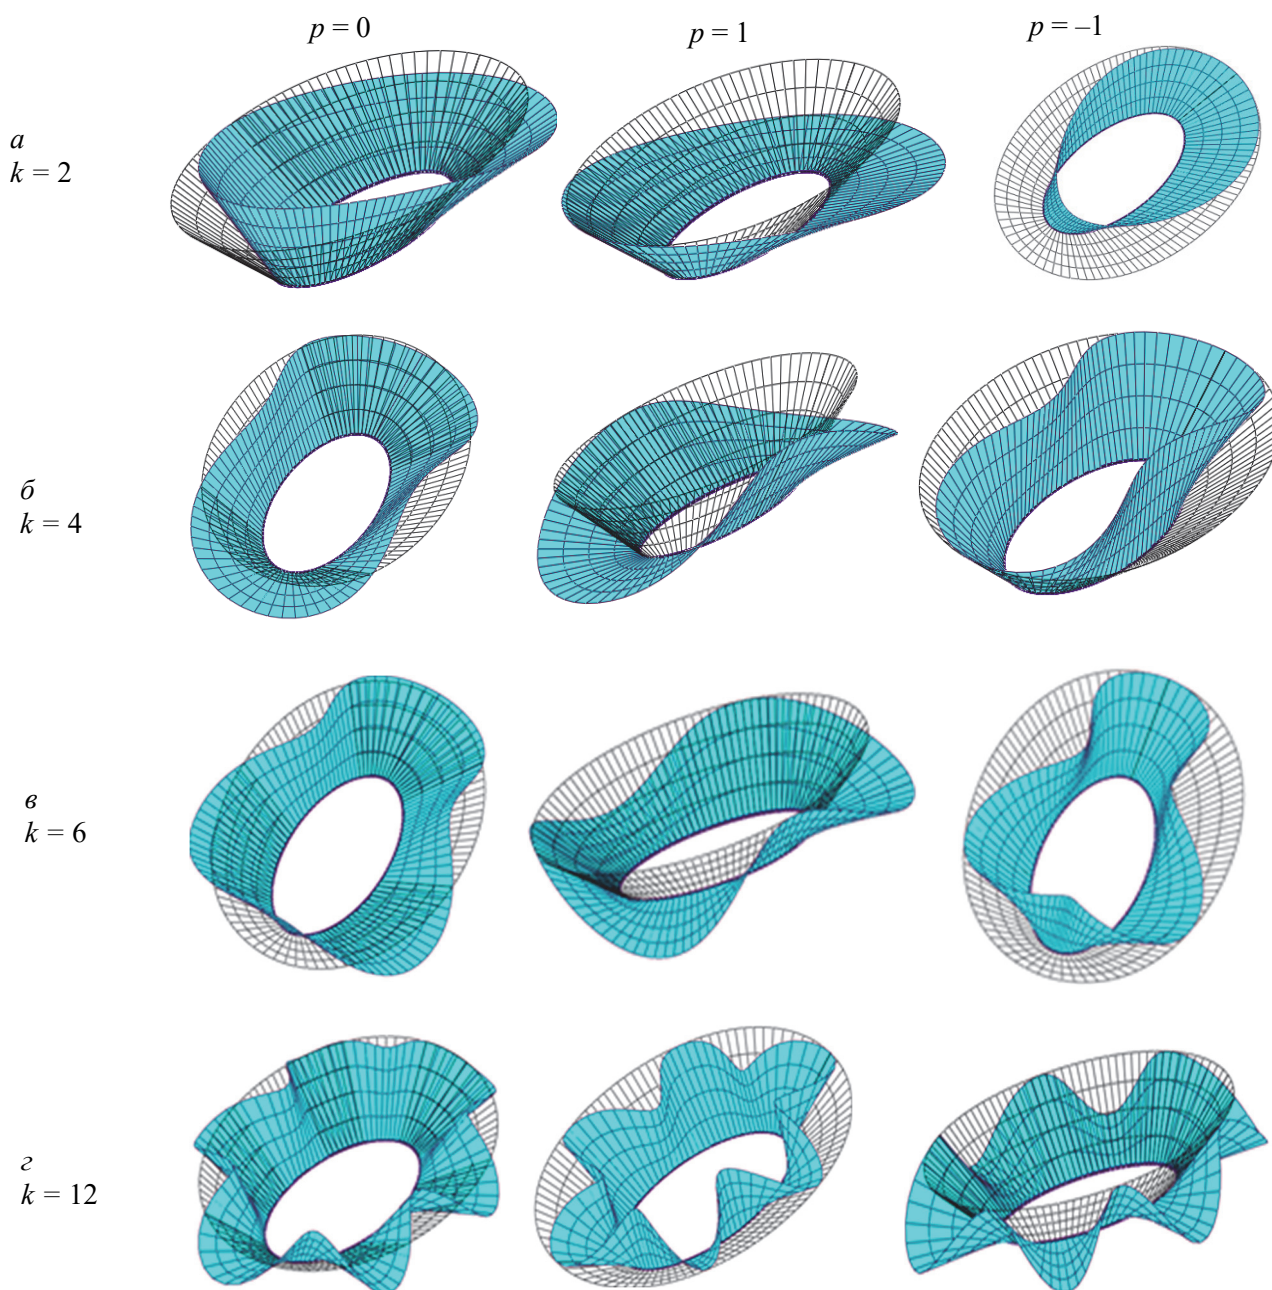 p = 0
p = 1
p = –1
а
k = 2
б
k = 4
в
k = 6
г
k = 12